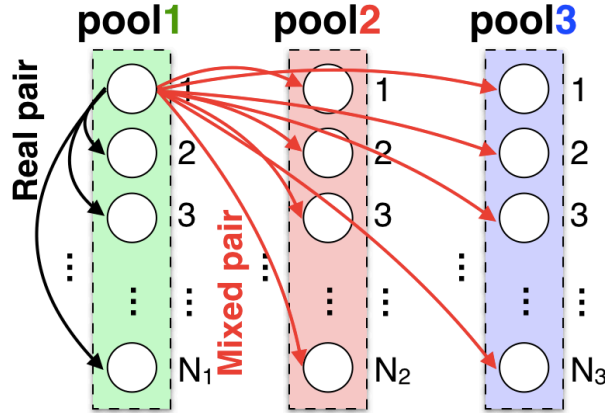 pool1 pool2 pool3
Real pair
Mixed pair
1 1 1
2 2 2
3 3 3
... ... ... ... ... ...
... ... ...
N1 N2 N3